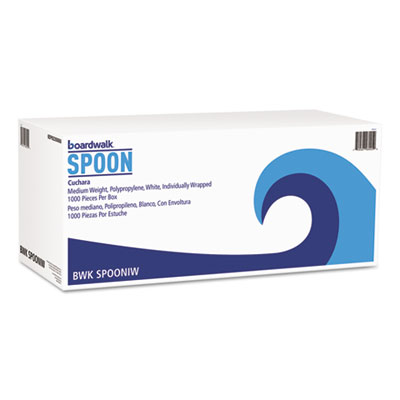 boardwalk
SPOON
Cuchara
Medium Weight, Polypropylene, White, Individually Wrapped
1000 Pieces Per Box
Peso mediano, Polipropileno, Blanco, Con Envoltura
1000 Piezas Por Estuche
BWK SPOONIW